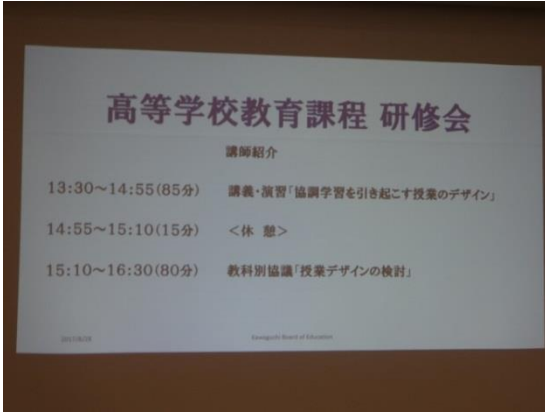 高等学校教育課程 研修会
講師紹介
13:30～14:55(85分) 講義・演習「協調学習を引き起こす授業のデザイン」
14:55～15:10(15分) ＜休 憩＞
15:10～16:30(80分) 教科別協議「授業デザインの検討」
Board of Education